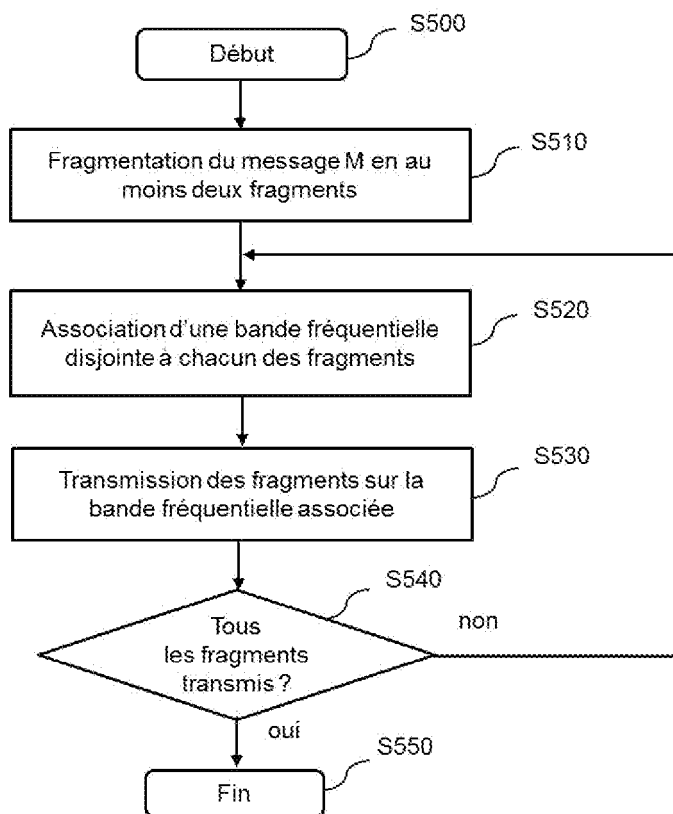 S500
Début
S510
Fragmentation du message M en au
moins deux fragments
S520
Association d'une bande fréquentielle
disjointe à chacun des fragments
S530
Transmission des fragments sur la
bande fréquentielle associée
S540
Tous
les fragments
transmis ?
non
oui
S550
Fin